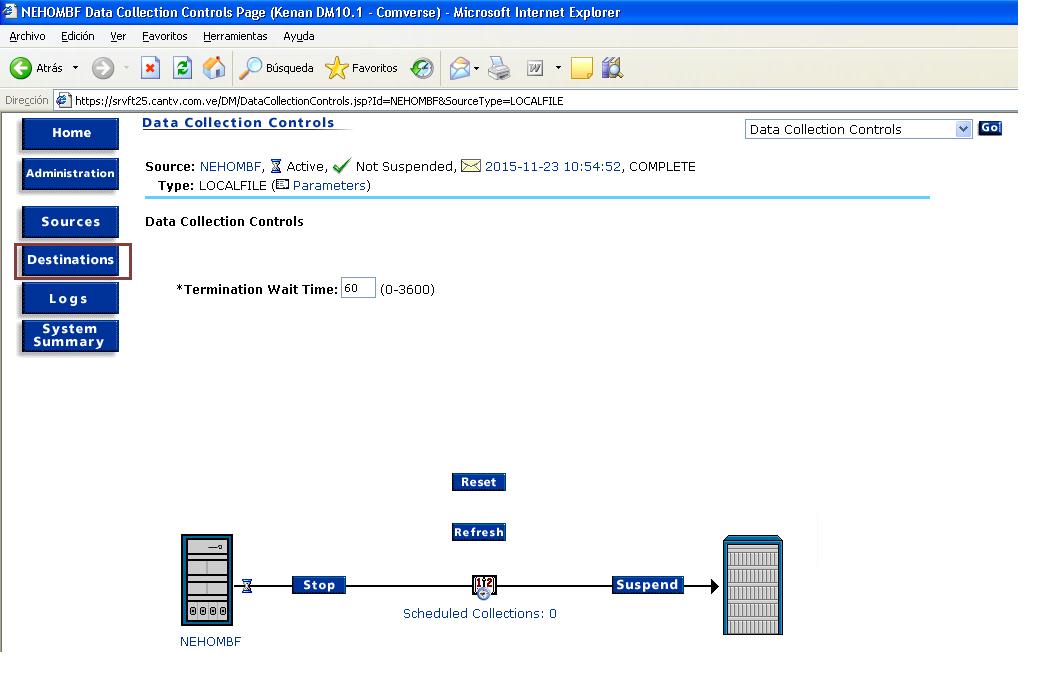 NEHOMBF Data Collection Controls Page (Kenan DM10.1 - Comverse) - Microsoft Internet Explorer
Archivo Edición Ver Favoritos Herramientas Ayuda
Atrás Búsqueda Favoritos
Dirección https://srvft25.cantv.com.ve/DM/DataCollectionControls.jsp?Id=NEHOMBF&SourceType=LOCALFILE
Home
Administration
Sources
Destinations
Logs
System
Summary
Data Collection Controls
Data Collection Controls Go!
Source: NEHOMBF, Active, Not Suspended, 2015-11-23 10:54:52, COMPLETE
Type: LOCALFILE (Parameters)
Data Collection Controls
*Termination Wait Time: 60 (0-3600)
Reset
Refresh
Stop 112 Suspend
Scheduled Collections: 0
NEHOMBF